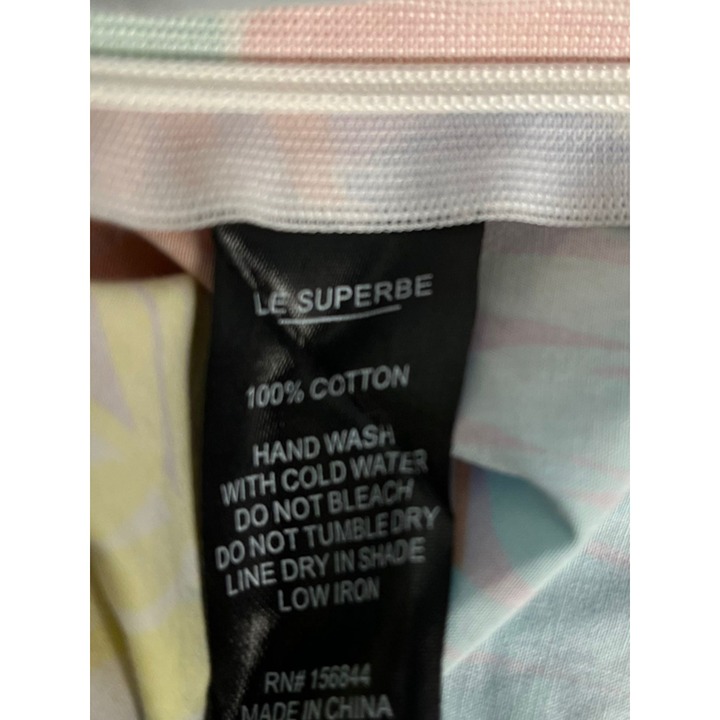 LE SUPERBE
100% COTTON
HAND WASH
WITH COLD WATER
DO NOT BLEACH
DO NOT TUMBLE DRY
LINE DRY IN SHADE
LOW IRON
RN# 156844
MADE IN CHINA